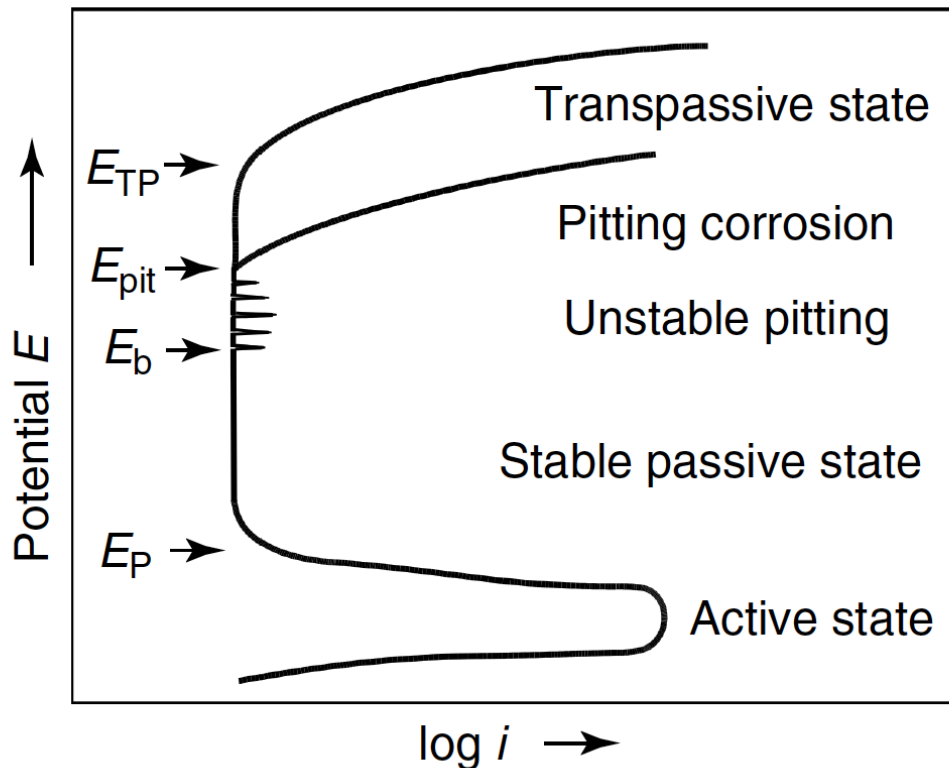 Transpassive state
E_TP
Pitting corrosion
E_pit
Unstable pitting
E_b
Stable passive state
E_P
Active state
Potential E
log i